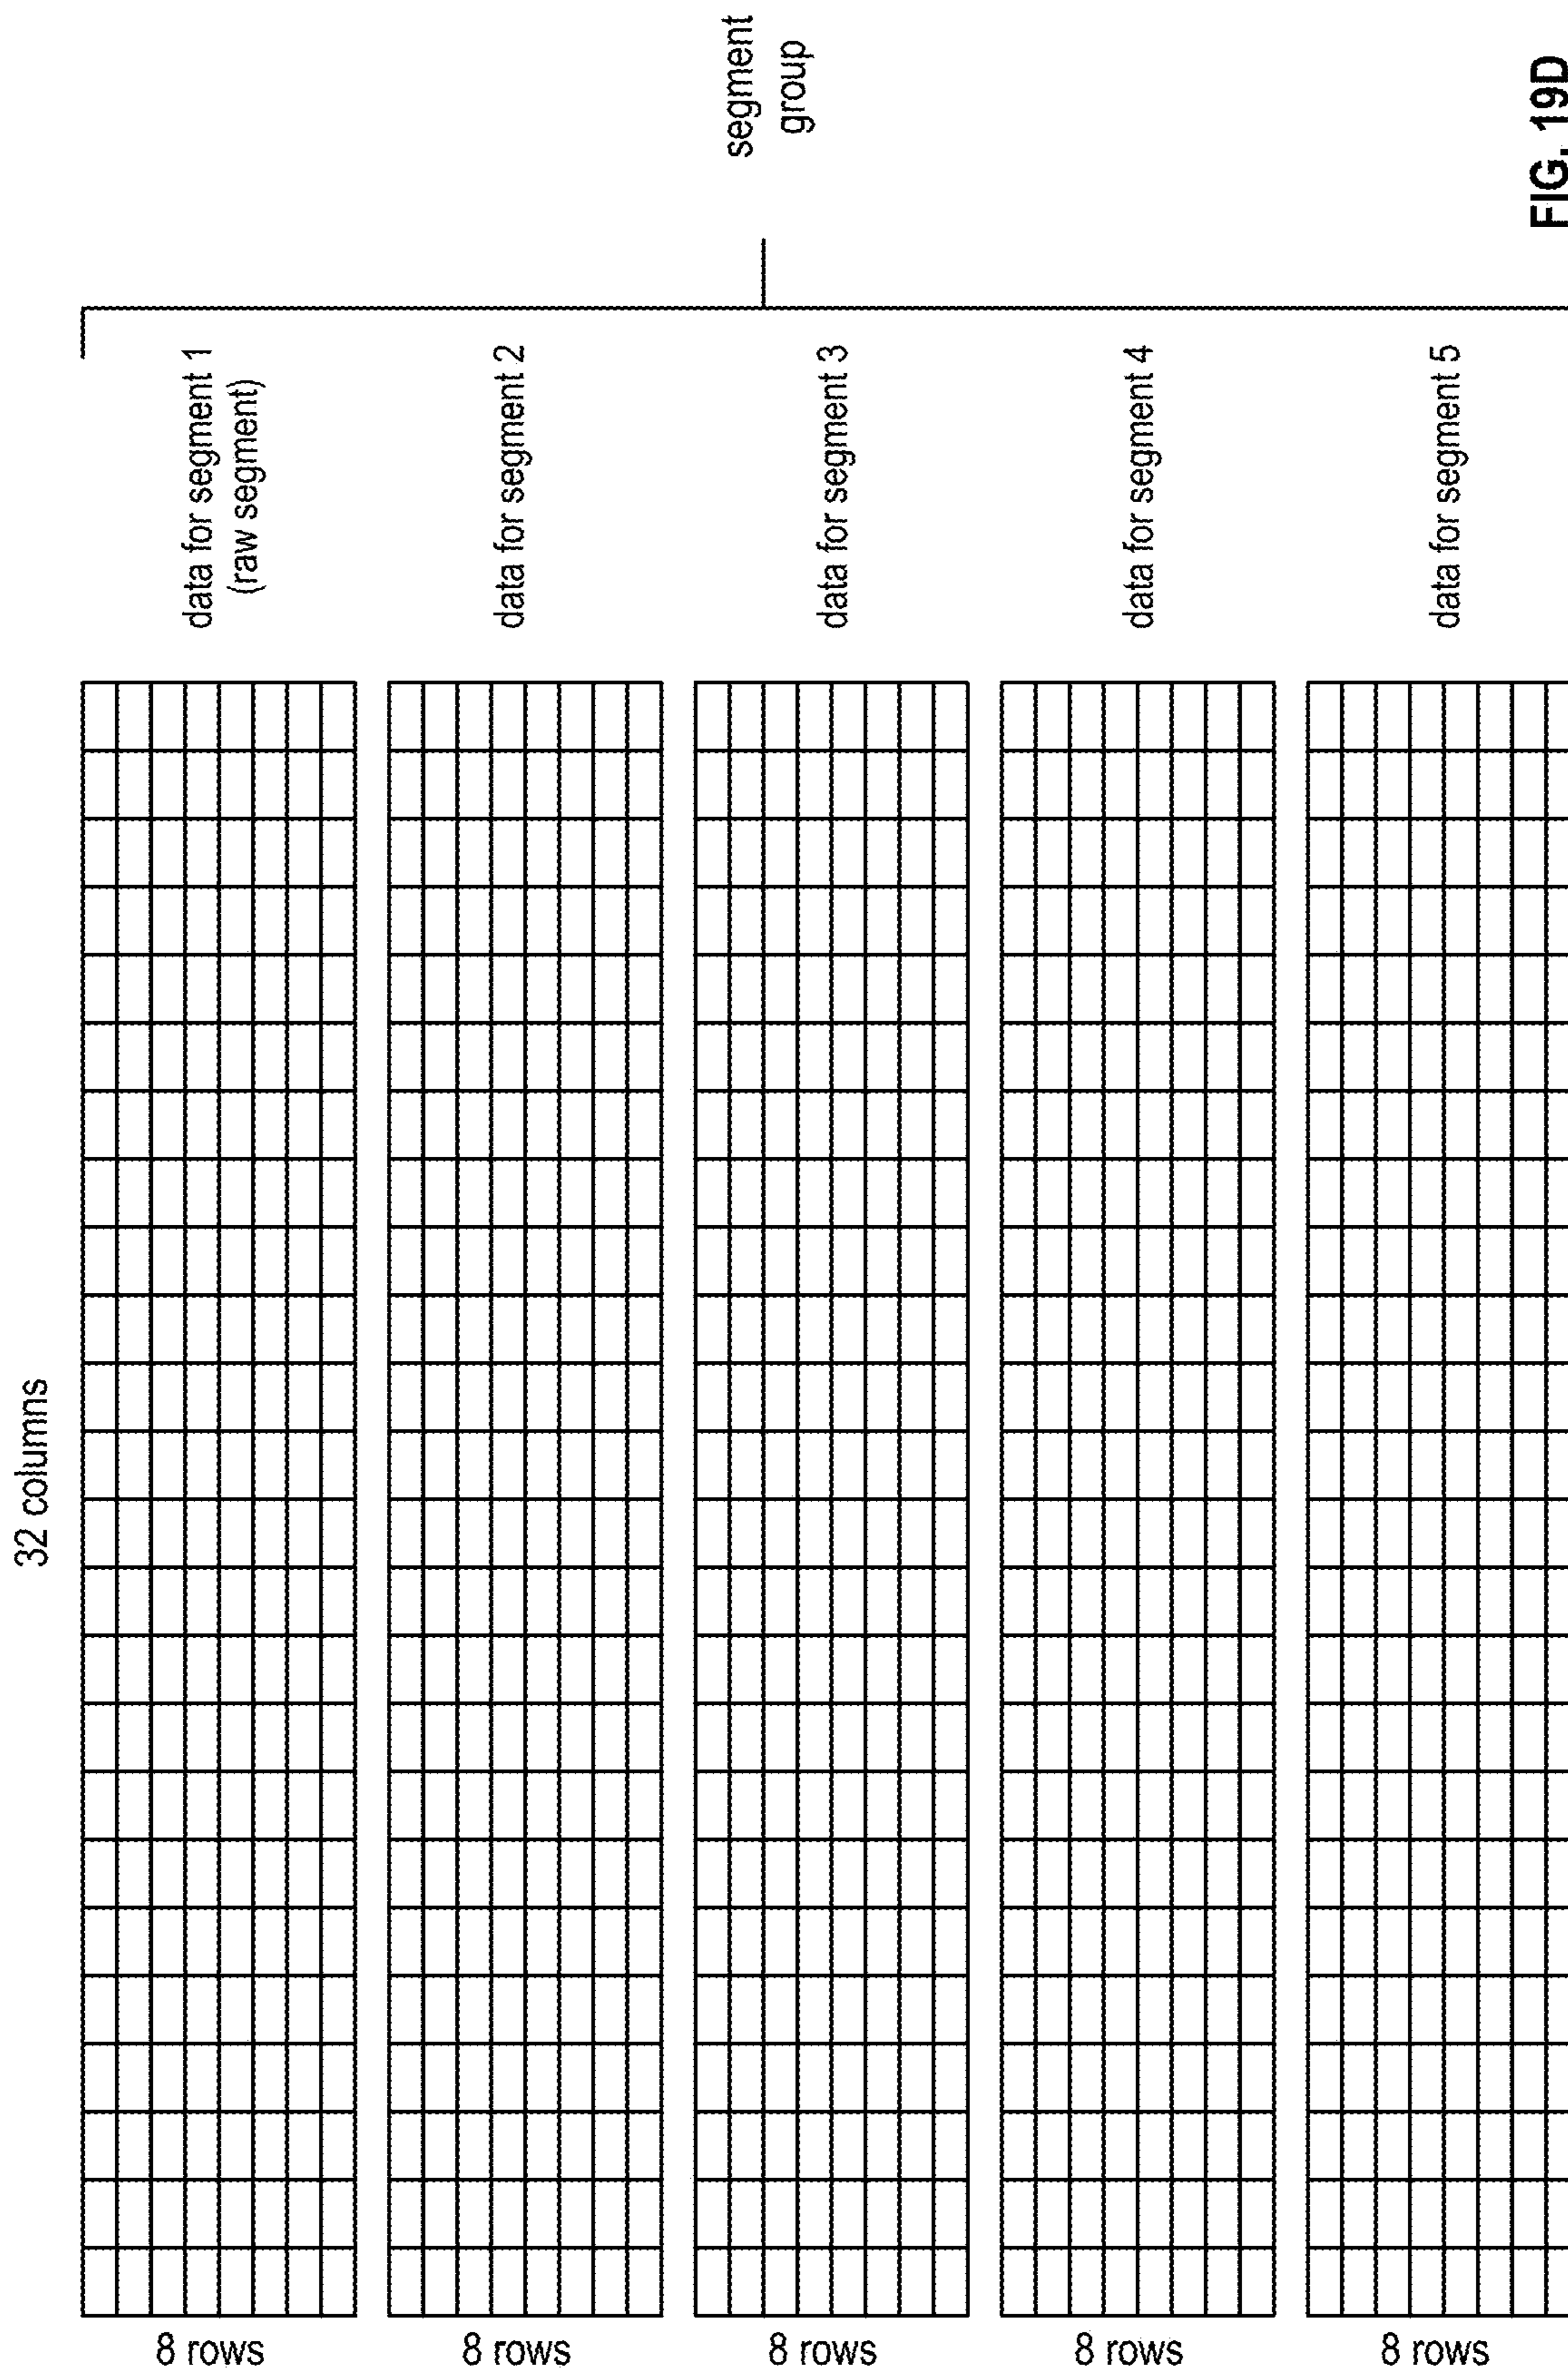 32 columns
8 rows
data for segment 1
(raw segment)
8 rows
data for segment 2
8 rows
data for segment 3
8 rows
data for segment 4
8 rows
data for segment 5
segment
group
FIG. 19D